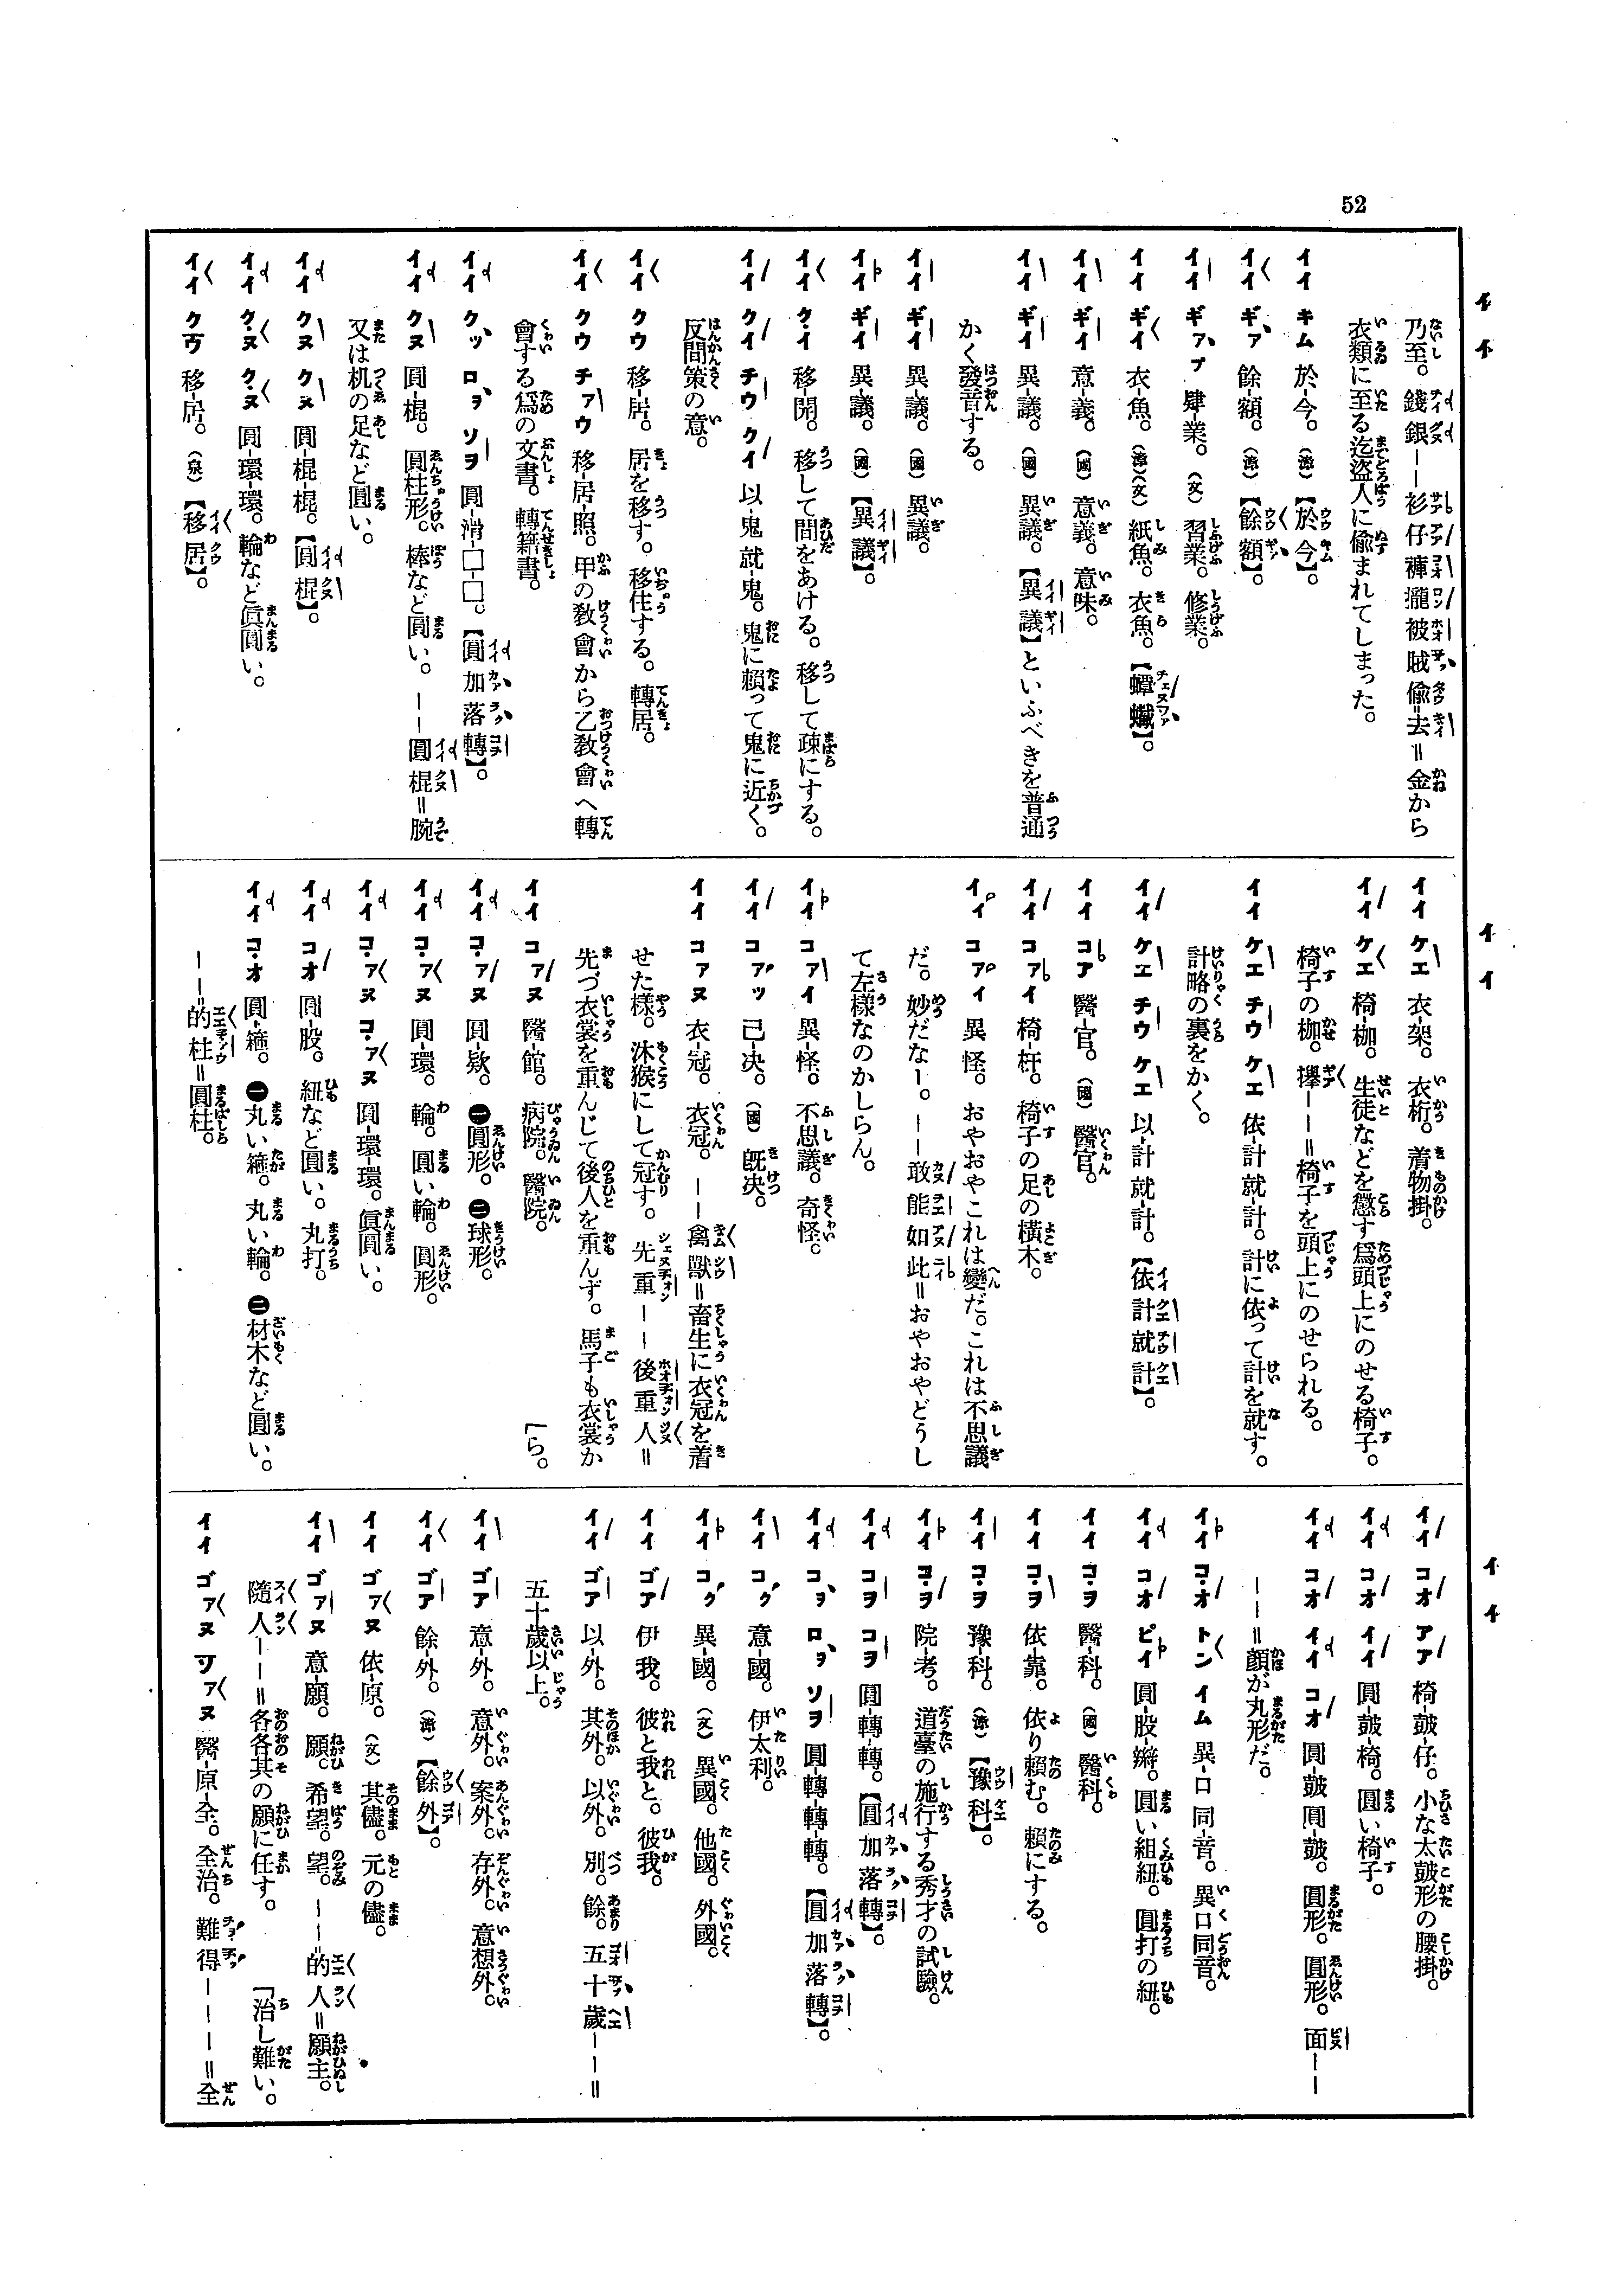 52
イイ
乃至。錢銀――衫仔褲攏被賊偸=去=金から
衣類に至る迄盜人に偸まれてしまった。
イイ キム 於-今。(漳)【於今】。
イイ ギァ 餘-額。(漳)【餘額】。
イイ ギァプ 肄-業。(文)習業。修業。
イイ ギイ 衣-魚。(漳)(文)紙魚。衣魚。【蟫蠘】。
イイ ギイ 意-義。(國)意義。意味。
イイ ギイ 異-議。(國)異議。【異議】といふべきを普通
かく發音する。
イイ ギイ 異-議。(國)異議。
イイ ギイ 異-議。(國)【異議】。
イイ クイ 移-開。移して間をあける。移して疎にする。
イイ クイ チウ クイ 以-鬼 就-鬼。鬼に賴って鬼に近く。
反間策の意。
イイ クウ 移-居。居を移す。移住する。轉居。
イイ クウ チァウ 移-居-照。甲の敎會から乙敎會へ轉
會する爲の文書。轉籍書。
イイ クッ ロヲ ソヲ 圓-滑-□-□。【圓加落轉】。
イイ クヌ 圓-棍。圓柱形。棒など圓い。――圓棍=腕
又は机の足など圓い。
イイ クヌ クヌ 圓-棍-棍。【圓棍】。
イイ クヌ クヌ 圓-環-環。輪など眞圓い。
イイ クウ 移-居。(泉)【移居】。
イイ
イイ ケエ 衣-架。衣桁。着物掛。
イイ ケエ 椅-枷。生徒などを懲す爲頭上にのせる椅子。
椅子の枷。攑――=椅子を頭上にのせられる。
イイ ケエ チウ ケエ 依-計 就-計。計に依って計を就す。
計略の裏をかく。
イイ ケエ チウ ケエ 以-計 就-計。【依計就計】。
イイ コア 醫-官。(國)醫官。
イイ コァイ 椅-杆。椅子の足の橫木。
イィ コァィ 異-怪。おやおやこれは變だ。これは不思議
だ。妙だなー。――敢能如此=おやおやどうし
て左樣なのかしらん。
イイ コァイ 異-怪。不思議。奇怪。
イイ コァッ 已-決。(國)既決。
イイ コァヌ 衣-冠。衣冠。――禽獸=畜生に衣冠を着
せた樣。沐猴にして冠す。先重――後重人=
先づ衣裳を重んじて後人を重んず。馬子も衣裳か
「ら。
イイ コァヌ 醫-館。病院。醫院。
イイ コァヌ 圓-欵。㊀圓形。㊁球形。
イイ コァヌ 圓-環。輪。圓い輪。圓形。
イイ コァヌ コァヌ 圓-環-環。眞圓い。
イイ コオ 圓-股。紐など圓い。丸打。
イイ コオ 圓-箍。㊀丸い箍。丸い輪。㊁材木など圓い。
――=的柱=圓柱。
イイ
イイ コオ アア 椅-鼓-仔。小な太鼓形の腰掛。
イイ コオ イイ 圓-鼓-椅。圓い椅子。
イイ コオ イイ コオ 圓-鼓 圓-鼓。圓形。圓形。面――
――=顏が丸形だ。
イイ コオ トン イム 異-口 同-音。異口同音。
イイ コオ ピイ 圓-股-辮。圓い組紐。圓打の紐。
イイ コヲ 醫-科。(國)醫科。
イイ コヲ 依-靠。依り賴む。賴にする。
イイ コヲ 豫-科。(漳)【豫科】。
イイ コヲ 院-考。道臺の施行する秀才の試驗。
イイ コヲ コヲ 圓-轉-轉。【圓加落轉】。
イイ コヲ ロヲ ソヲ 圓-轉-轉-轉。【圓加落轉】。
イイ コク 意-國。伊太利。
イイ コク 異-國。(文)異國。他國。外國。
イイ ゴア 伊 我。彼と我と。彼我。
イイ ゴア 以-外。其外。以外。別。餘。五十歲――=
五十歲以上。
イイ ゴア 意-外。意外。案外。存外。意想外。
イイ ゴア 餘-外。(漳)【餘外】。
イイ ゴァヌ 依-原。(文)其儘。元の儘。
イイ ゴァヌ 意-願。願。希望。望。――=的人=願主。
隨人――=各各其の願に任す。
「治し難い。
イイ ゴァヌ ツァヌ 醫-原-全。全治。難得―――=全